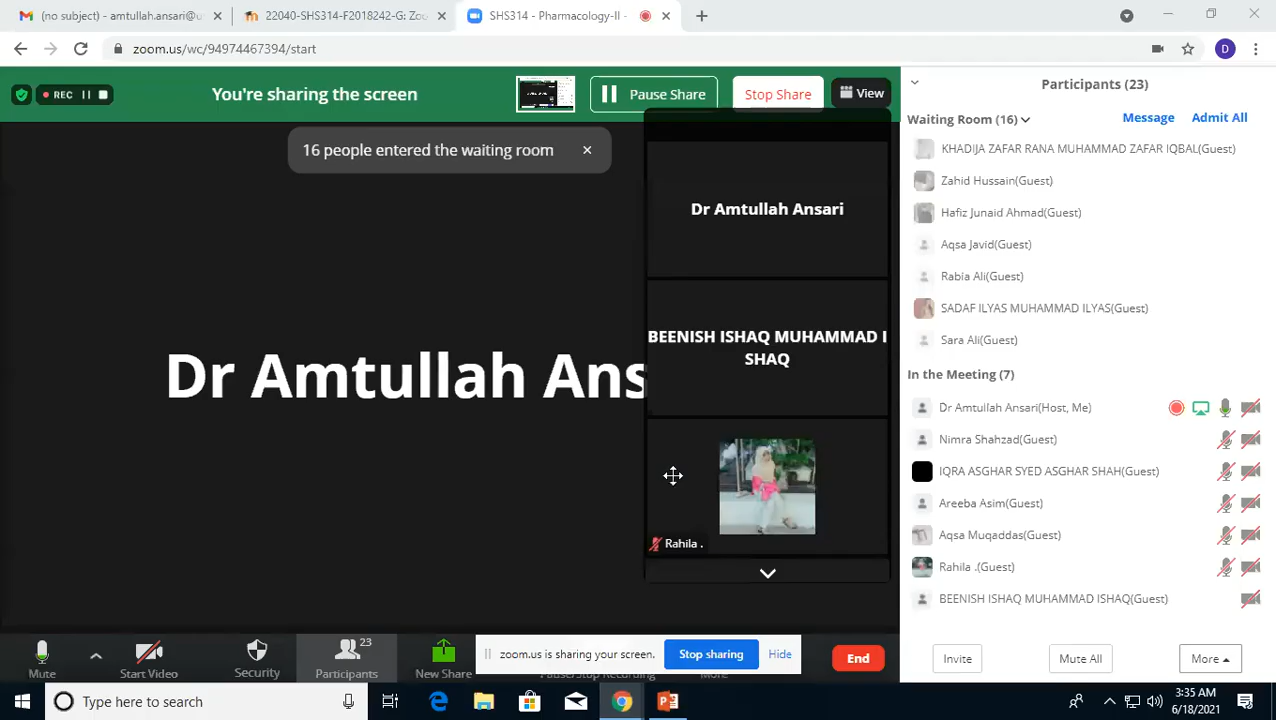 (no subject) - amtullah.ansari@u
22040-SHS314-F2018242-G: Zoo
SHS314 - Pharmacology-II -
zoom.us/wc/94974467394/start
D
REC
You're sharing the screen
Pause Share
Stop Share
View
16 people entered the waiting room
Dr Amtullah Ansari
BEENISH ISHAQ MUHAMMAD I
SHAQ
Dr Amtullah Ans
Rahila .
Participants (23)
Waiting Room (16)
Message
Admit All
KHADIJA ZAFAR RANA MUHAMMAD ZAFAR IQBAL(Guest)
Zahid Hussain(Guest)
Hafiz Junaid Ahmad(Guest)
Aqsa Javid(Guest)
Rabia Ali(Guest)
SADAF ILYAS MUHAMMAD ILYAS(Guest)
Sara Ali(Guest)
In the Meeting (7)
Dr Amtullah Ansari(Host, Me)
Nimra Shahzad(Guest)
IQRA ASGHAR SYED ASGHAR SHAH(Guest)
Areeba Asim(Guest)
Aqsa Muqaddas(Guest)
Rahila .(Guest)
BEENISH ISHAQ MUHAMMAD ISHAQ(Guest)
Invite
Mute All
More
Mute
Start Video
Security
23
Participants
New Share
Pause/Stop Recording
More
zoom.us is sharing your screen.
Stop sharing
Hide
End
Type here to search
3:35 AM
6/18/2021